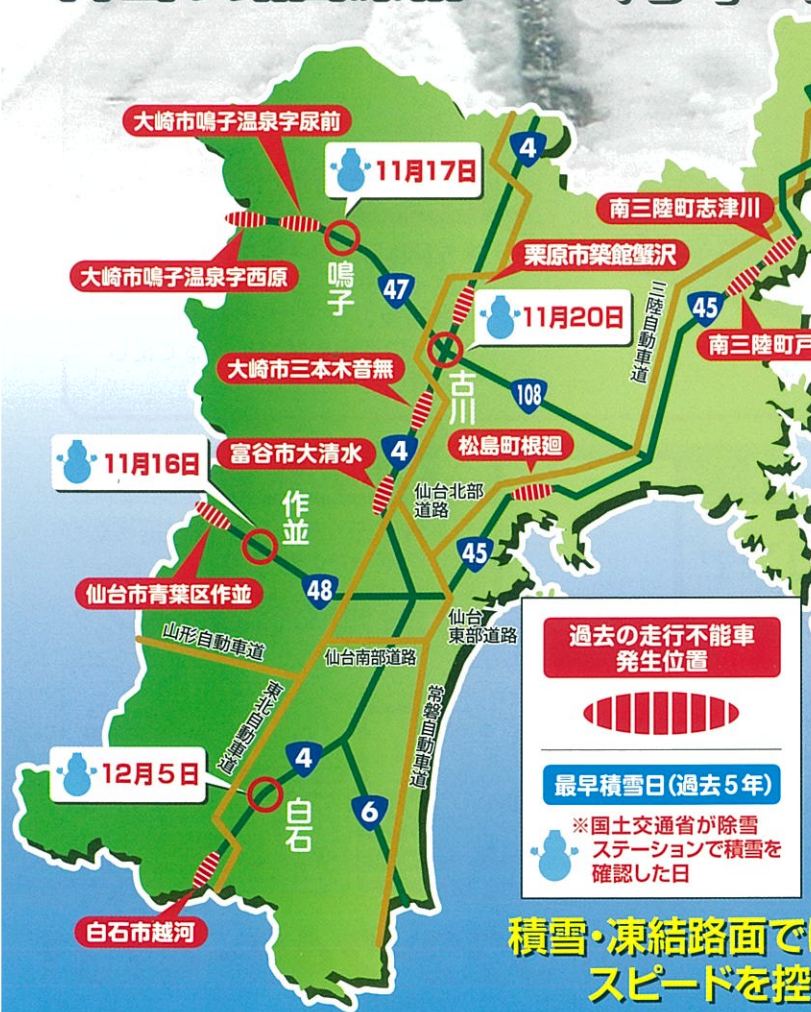 大崎市鳴子温泉字尿前
4
11月17日
南三陸町志津川
栗原市築館蟹沢
大崎市鳴子温泉字西原
鳴子
47
三陸自動車道
45
11月20日
南三陸町戸
大崎市三本木音無
古川
108
4
富谷市大清水
松島町根廻
11月16日
作並
仙台北部
道路
45
仙台市青葉区作並
48
仙台
東部道路
山形自動車道
仙台南部道路
東北自動車道
常磐自動車道
4
12月5日
白石
6
白石市越河
過去の走行不能車
発生位置
最早積雪日(過去5年)
※国土交通省が除雪
ステーションで積雪を
確認した日
積雪・凍結路面で
スピードを控